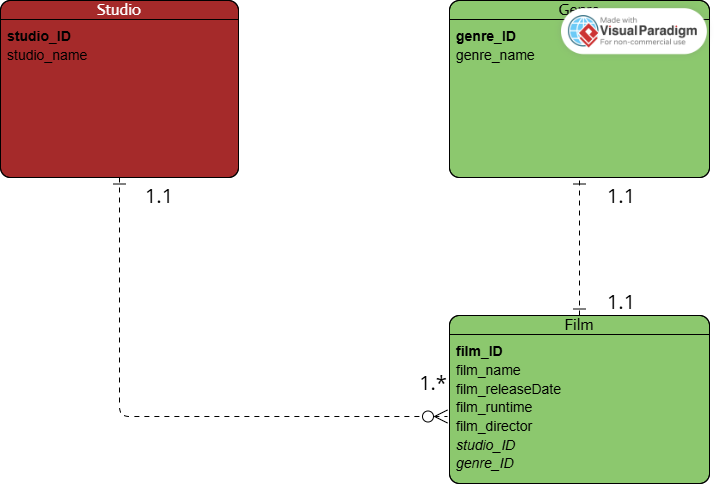 Studio
studio_ID
studio_name
Made with
Visual Paradigm
For non-commercial use
genre_ID
genre_name
1.1
1.1
1.1
1.*
Film
film_ID
film_name
film_releaseDate
film_runtime
film_director
studio_ID
genre_ID